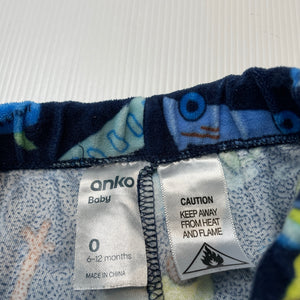 anko
Baby
0
6-12 months
MADE IN CHINA
CAUTION
KEEP AWAY
FROM HEAT
AND FLAME